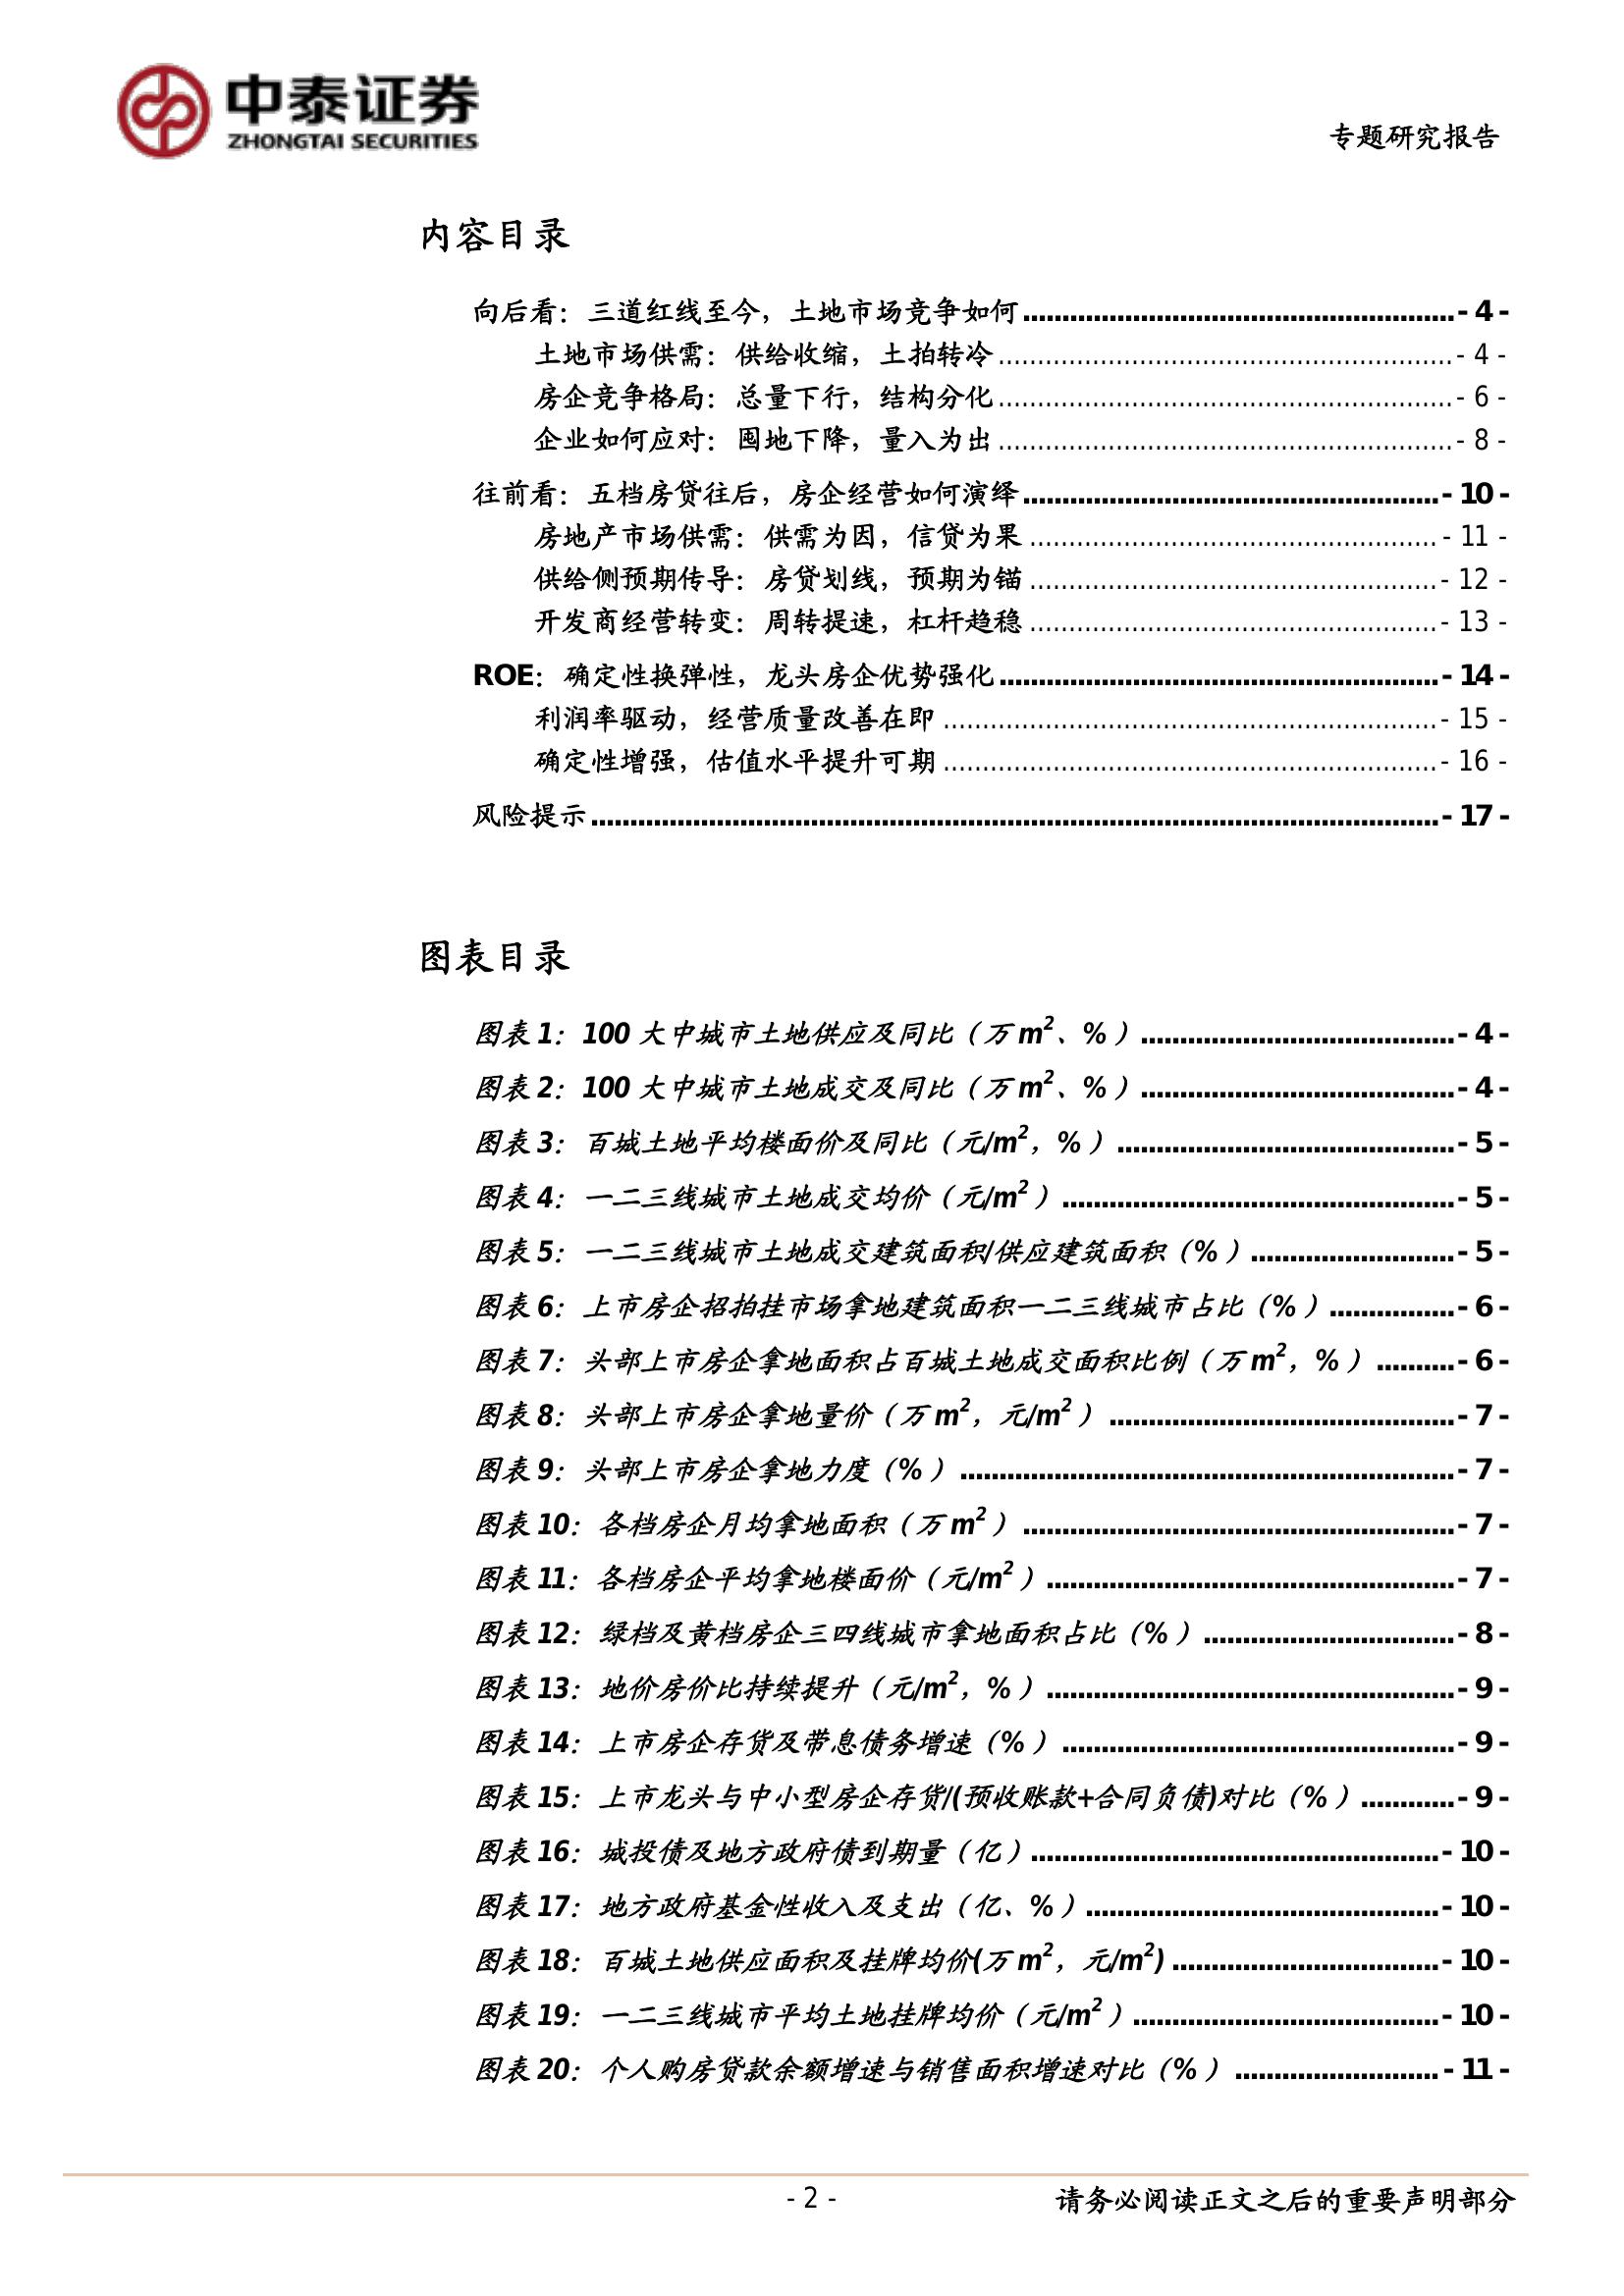 中泰证券
ZHONGTAI SECURITIES
专题研究报告
内容目录
向后看：三道红线至今，土地市场竞争如何 - 4 -
土地市场供需：供给收缩，土拍转冷 - 4 -
房企竞争格局：总量下行，结构分化 - 6 -
企业如何应对：囤地下降，量入为出 - 8 -
往前看：五档房贷往后，房企经营如何演绎 - 10 -
房地产市场供需：供需为因，信贷为果 - 11 -
供给侧预期传导：房贷划线，预期为锚 - 12 -
开发商经营转变：周转提速，杠杆趋稳 - 13 -
ROE：确定性换弹性，龙头房企优势强化 - 14 -
利润率驱动，经营质量改善在即 - 15 -
确定性增强，估值水平提升可期 - 16 -
风险提示 - 17 -
图表目录
图表 1：100 大中城市土地供应及同比（万 m²、%） - 4 -
图表 2：100 大中城市土地成交及同比（万 m²、%） - 4 -
图表 3：百城土地平均楼面价及同比（元/m²，%） - 5 -
图表 4：一二三线城市土地成交均价（元/m²） - 5 -
图表 5：一二三线城市土地成交建筑面积/供应建筑面积（%） - 5 -
图表 6：上市房企招拍挂市场拿地建筑面积一二三线城市占比（%） - 6 -
图表 7：头部上市房企拿地面积占百城土地成交面积比例（万 m²，%） - 6 -
图表 8：头部上市房企拿地量价（万 m²，元/m²） - 7 -
图表 9：头部上市房企拿地力度（%） - 7 -
图表 10：各档房企月均拿地面积（万 m²） - 7 -
图表 11：各档房企平均拿地楼面价（元/m²） - 7 -
图表 12：绿档及黄档房企三四线城市拿地面积占比（%） - 8 -
图表 13：地价房价比持续提升（元/m²，%） - 9 -
图表 14：上市房企存货及带息债务增速（%） - 9 -
图表 15：上市龙头与中小型房企存货/(预收账款+合同负债)对比（%） - 9 -
图表 16：城投债及地方政府债到期量（亿） - 10 -
图表 17：地方政府基金性收入及支出（亿、%） - 10 -
图表 18：百城土地供应面积及挂牌均价(万 m²，元/m²) - 10 -
图表 19：一二三线城市平均土地挂牌均价（元/m²） - 10 -
图表 20：个人购房贷款余额增速与销售面积增速对比（%） - 11 -
- 2 -
请务必阅读正文之后的重要声明部分